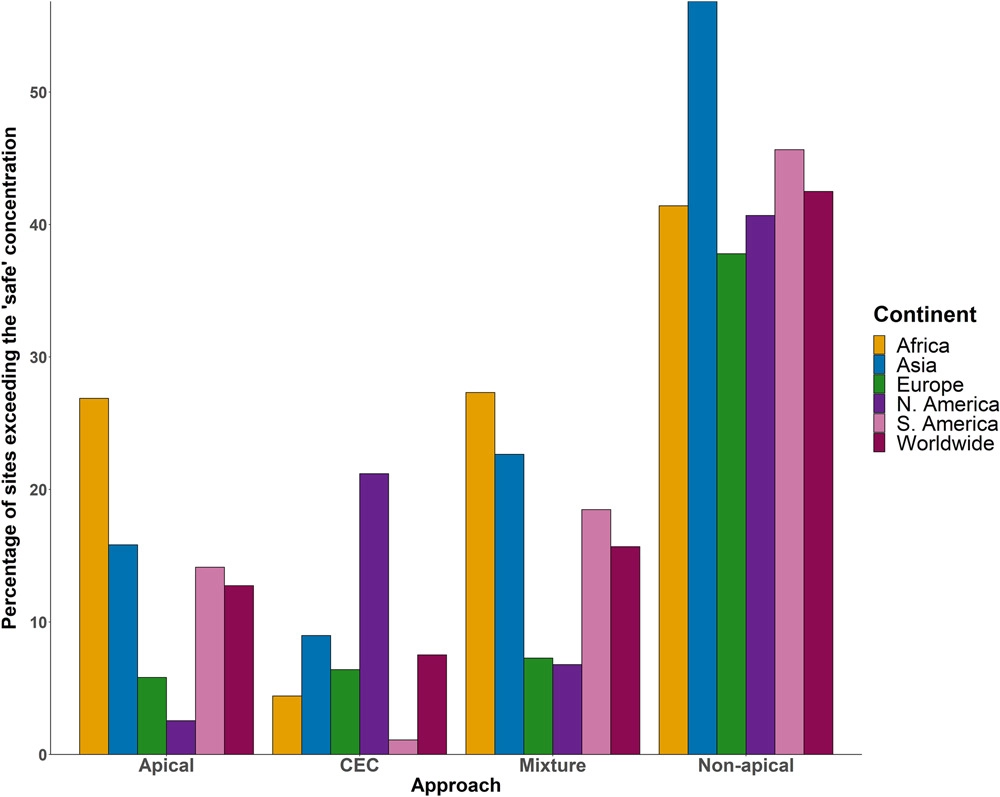 Percentage of sites exceeding the 'safe' concentration
50
40
30
20
10
0
Apical
CEC
Mixture
Non-apical
Approach
Continent
Africa
Asia
Europe
N. America
S. America
Worldwide